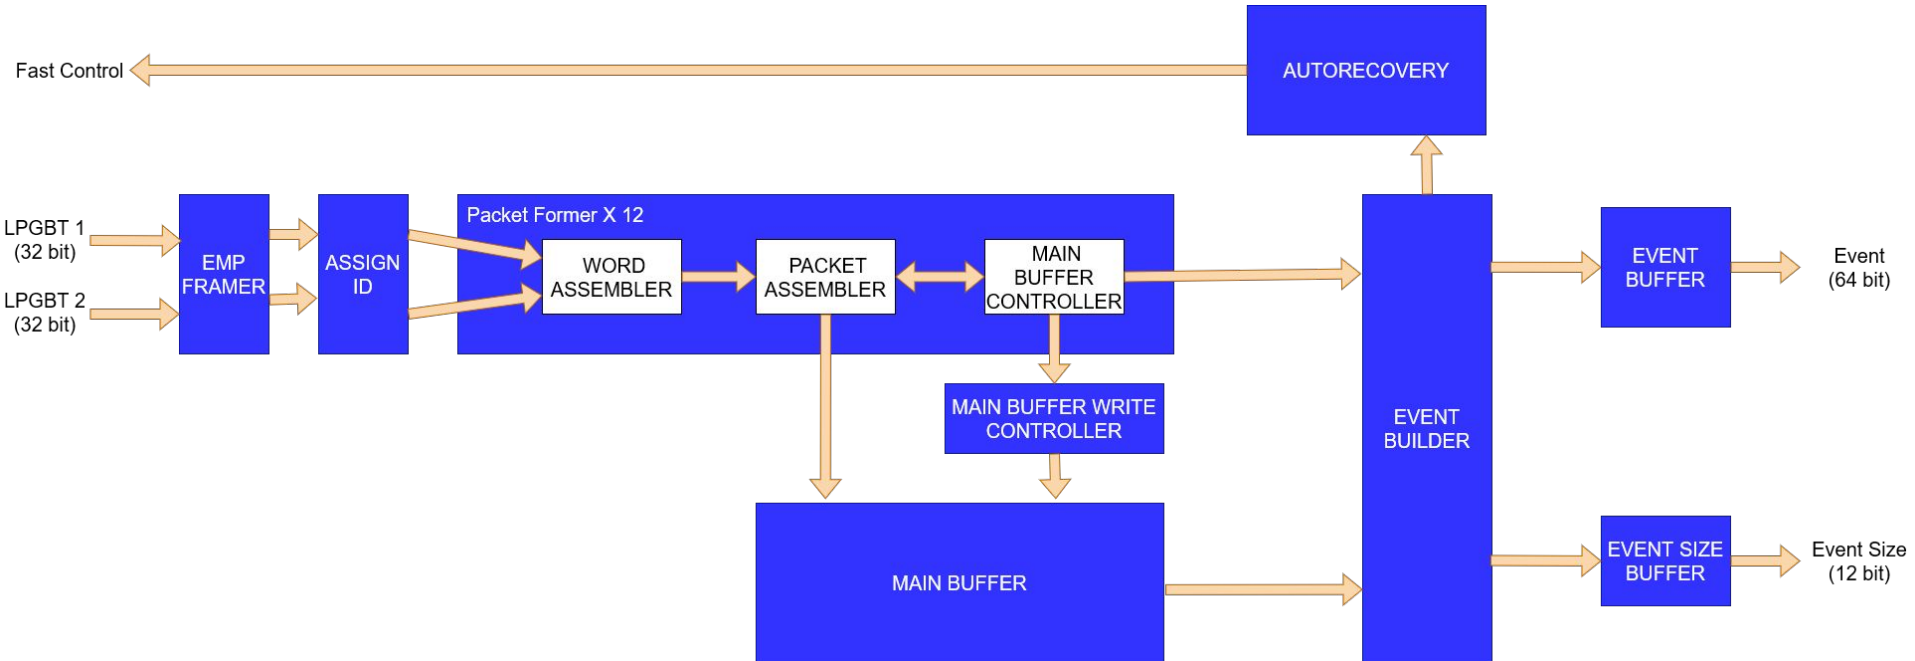 AUTORECOVERY
Fast Control
LPGBT 1
(32 bit)
LPGBT 2
(32 bit)
EMP
FRAMER
ASSIGN
ID
Packet Former X 12
WORD
ASSEMBLER
PACKET
ASSEMBLER
MAIN
BUFFER
CONTROLLER
MAIN BUFFER WRITE
CONTROLLER
MAIN BUFFER
EVENT
BUILDER
EVENT
BUFFER
Event
(64 bit)
EVENT SIZE
BUFFER
Event Size
(12 bit)